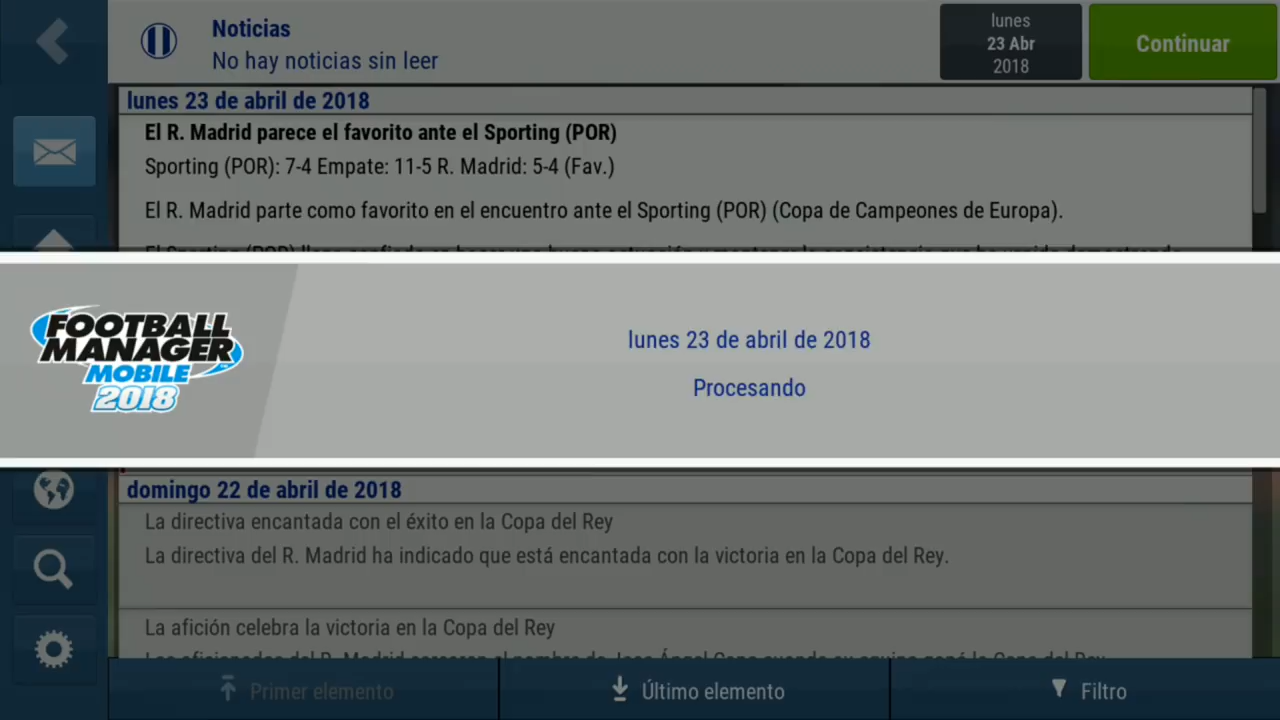 Noticias
No hay noticias sin leer
lunes
23 Abr
2018
Continuar
lunes 23 de abril de 2018
El R. Madrid parece el favorito ante el Sporting (POR)
Sporting (POR): 7-4 Empate: 11-5 R. Madrid: 5-4 (Fav.)
El R. Madrid parte como favorito en el encuentro ante el Sporting (POR) (Copa de Campeones de Europa).
El Sporting (POR)
FOOTBALL
MANAGER
MOBILE
2018
lunes 23 de abril de 2018
Procesando
domingo 22 de abril de 2018
La directiva encantada con el éxito en la Copa del Rey
La directiva del R. Madrid ha indicado que está encantada con la victoria en la Copa del Rey.
La afición celebra la victoria en la Copa del Rey
Primer elemento
Último elemento
Filtro